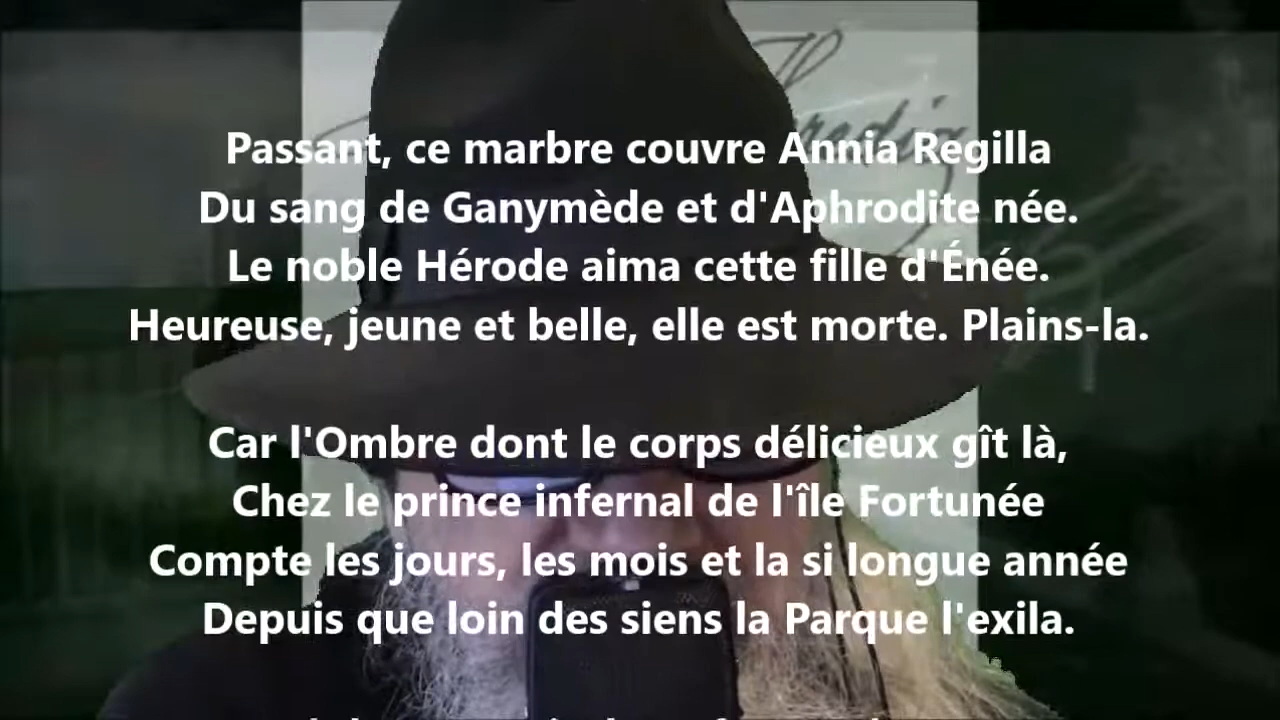 Passant, ce marbre couvre Annia Regilla
Du sang de Ganymède et d'Aphrodite née.
Le noble Hérode aima cette fille d'Énée.
Heureuse, jeune et belle, elle est morte. Plains-la.
Car l'Ombre dont le corps délicieux gît là,
Chez le prince infernal de l'île Fortunée
Compte les jours, les mois et la si longue année
Depuis que loin des siens la Parque l'exila.